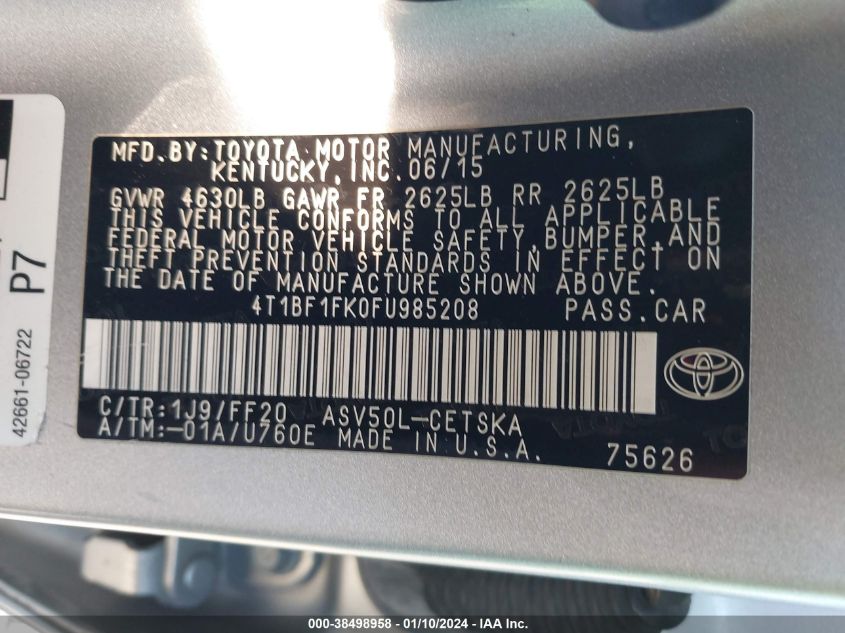 MFD.BY:TOYOTA MOTOR MANUFACTURING,
KENTUCKY,INC.06/15
GVWR 4630LB GAWR FR 2625LB RR 2625LB
THIS VEHICLE CONFORMS TO ALL APPLICABLE
FEDERAL MOTOR VEHICLE SAFETY,BUMPER,AND
THEFT PREVENTION STANDARDS IN EFFECT ON
THE DATE OF MANUFACTURE SHOWN ABOVE.
4T1BF1FK0FU985208 PASS.CAR
C/TR:1J9/FF20 ASV50L-CETSKA
A/TM:-01A/U760E MADE IN U.S.A. 75626
P7
42661-06722
000-38498958 - 01/10/2024 - IAA Inc.